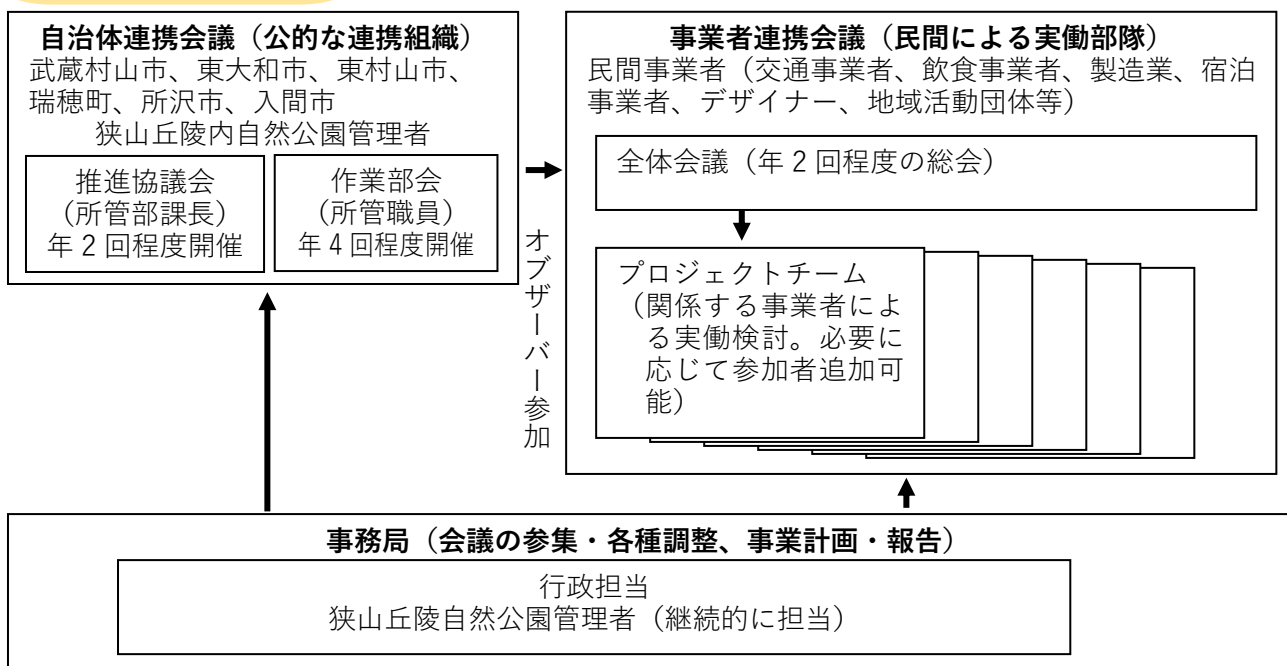 自治体連携会議（公的な連携組織）
武蔵村山市、東大和市、東村山市、
瑞穂町、所沢市、入間市
狭山丘陵内自然公園管理者
推進協議会
（所管部課長）
年2回程度開催
作業部会
（所管職員）
年4回程度開催
オブザーバー参加
事業者連携会議（民間による実働部隊）
民間事業者（交通事業者、飲食事業者、製造業、宿泊
事業者、デザイナー、地域活動団体等）
全体会議（年2回程度の総会）
プロジェクトチーム
（関係する事業者によ
る実働検討。必要に
応じて参加者追加可
能）
事務局（会議の参集・各種調整、事業計画・報告）
行政担当
狭山丘陵自然公園管理者（継続的に担当）